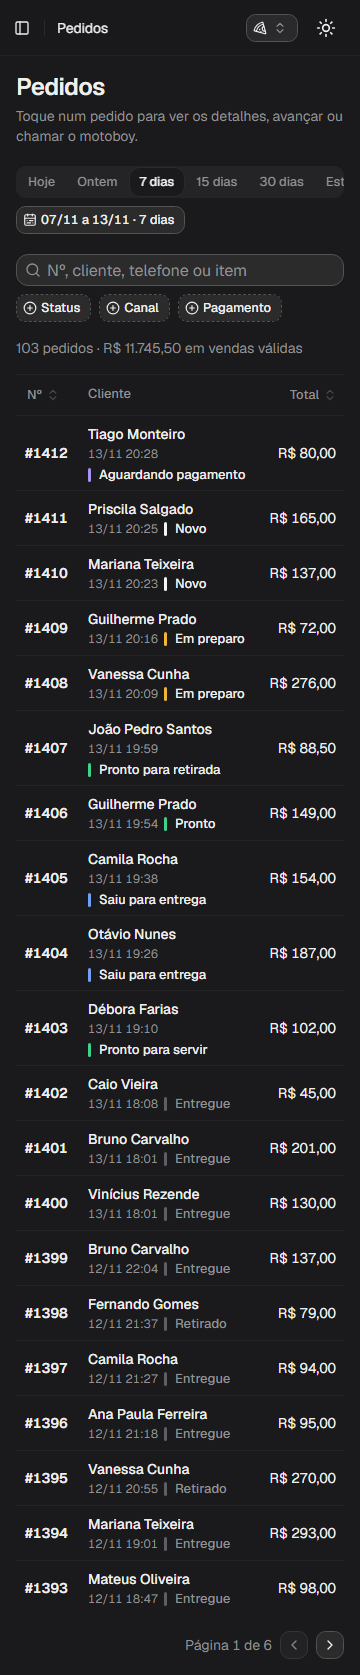 Pedidos
Pedidos
Toque num pedido para ver os detalhes, avançar ou
chamar o motoboy.
Hoje Ontem 7 dias 15 dias 30 dias Est
07/11 a 13/11 · 7 dias
Nº, cliente, telefone ou item
Status Canal Pagamento
103 pedidos · R$ 11.745,50 em vendas válidas
Nº Cliente Total
Tiago Monteiro
#1412 13/11 20:28 R$ 80,00
Aguardando pagamento
Priscila Salgado
#1411 13/11 20:25 Novo R$ 165,00
Mariana Teixeira
#1410 13/11 20:23 Novo R$ 137,00
Guilherme Prado
#1409 13/11 20:16 Em preparo R$ 72,00
Vanessa Cunha
#1408 13/11 20:09 Em preparo R$ 276,00
João Pedro Santos
#1407 13/11 19:59 R$ 88,50
Pronto para retirada
Guilherme Prado
#1406 13/11 19:54 Pronto R$ 149,00
Camila Rocha
#1405 13/11 19:38 R$ 154,00
Saiu para entrega
Otávio Nunes
#1404 13/11 19:26 R$ 187,00
Saiu para entrega
Débora Farias
#1403 13/11 19:10 R$ 102,00
Pronto para servir
Caio Vieira
#1402 13/11 18:08 Entregue R$ 45,00
Bruno Carvalho
#1401 13/11 18:01 Entregue R$ 201,00
Vinícius Rezende
#1400 13/11 18:01 Entregue R$ 130,00
Bruno Carvalho
#1399 12/11 22:04 Entregue R$ 137,00
Fernando Gomes
#1398 12/11 21:37 Retirado R$ 79,00
Camila Rocha
#1397 12/11 21:27 Entregue R$ 94,00
Ana Paula Ferreira
#1396 12/11 21:18 Entregue R$ 95,00
Vanessa Cunha
#1395 12/11 20:55 Retirado R$ 270,00
Mariana Teixeira
#1394 12/11 19:01 Entregue R$ 293,00
Mateus Oliveira
#1393 12/11 18:47 Entregue R$ 98,00
Página 1 de 6